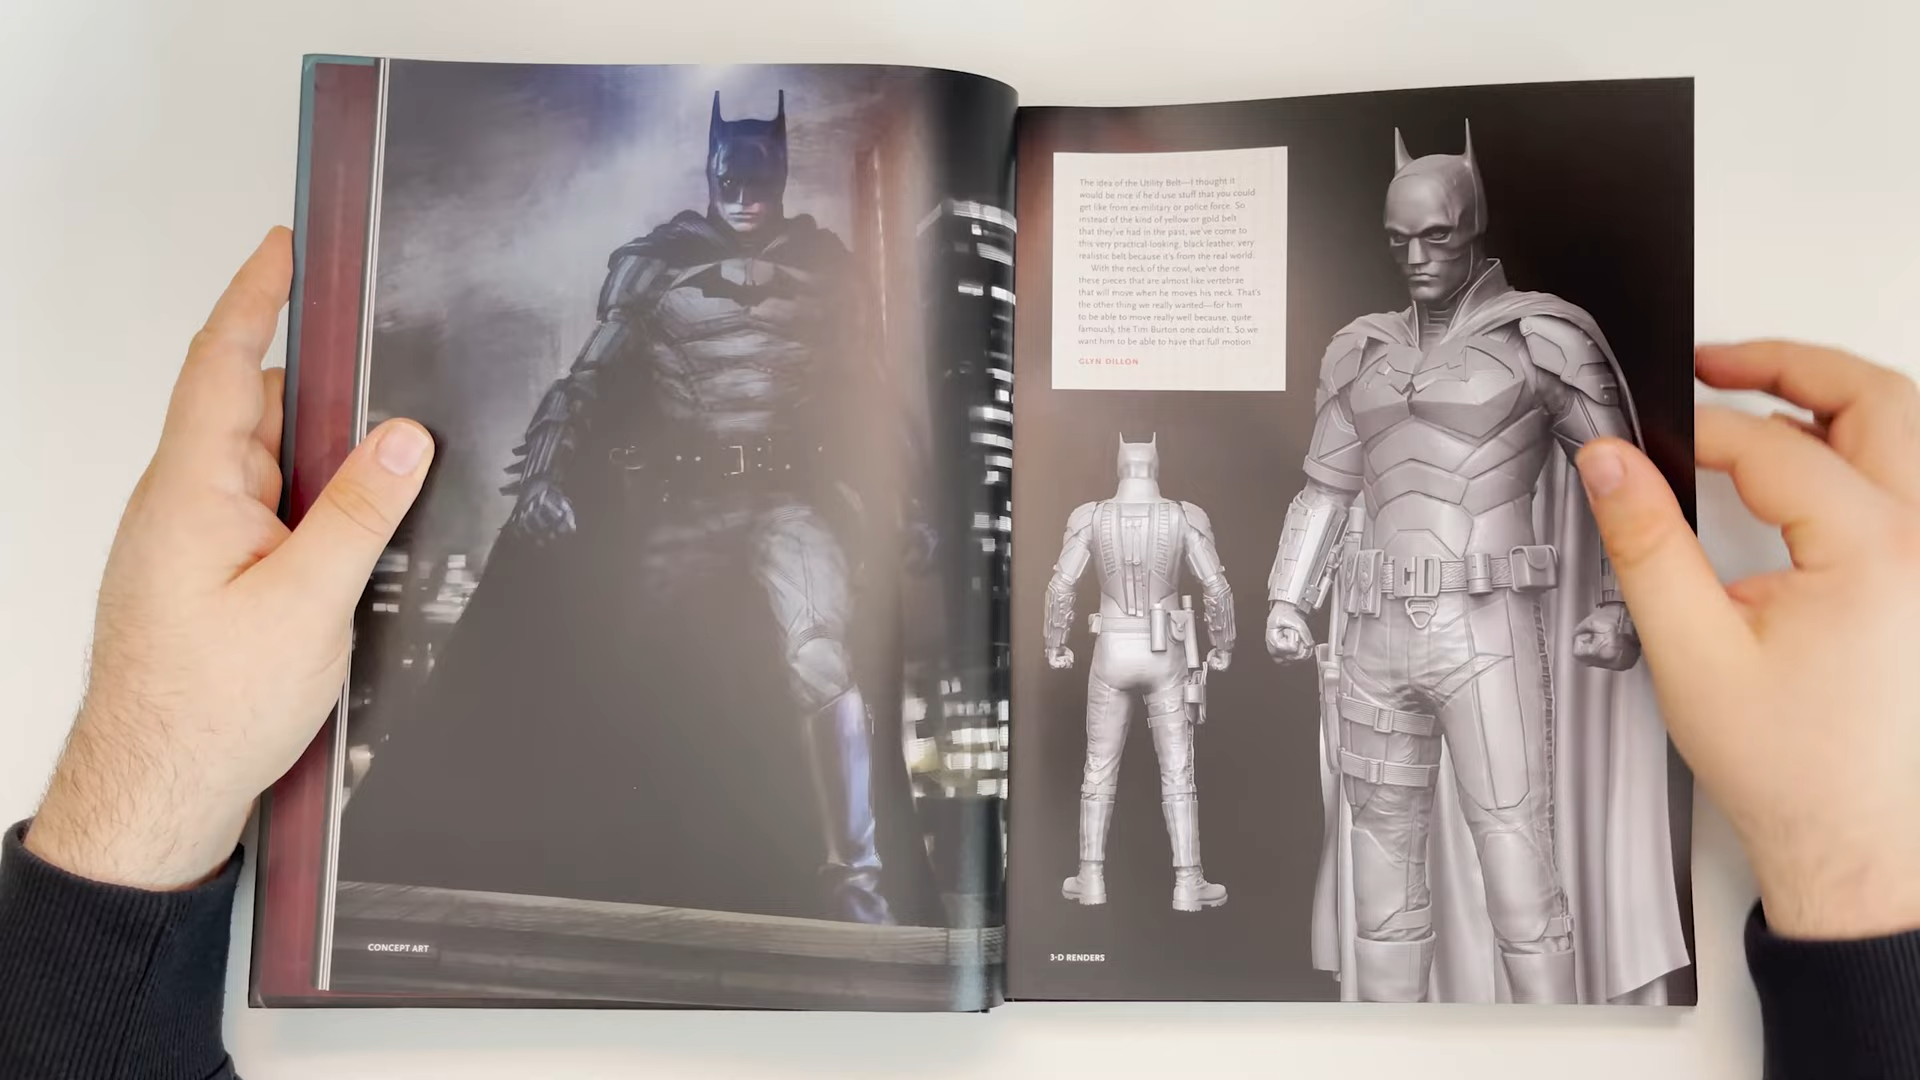 The idea of the Utility Belt—I thought it
would be nice if he'd use stuff that you could
get like from ex-military or police force. So
instead of the kind of yellow or gold belt
that they've had in the past, we've come to
this very practical-looking, black leather, very
realistic belt because it's from the real world.
With the neck of the cowl, we've done
these pieces that are almost like vertebrae
that will move when he moves his neck. That's
the other thing we really wanted—for him
to be able to move really well because, quite
famously, the Tim Burton one couldn't. So we
want him to be able to have that full motion
GLYN DILLON
CONCEPT ART
3-D RENDERS